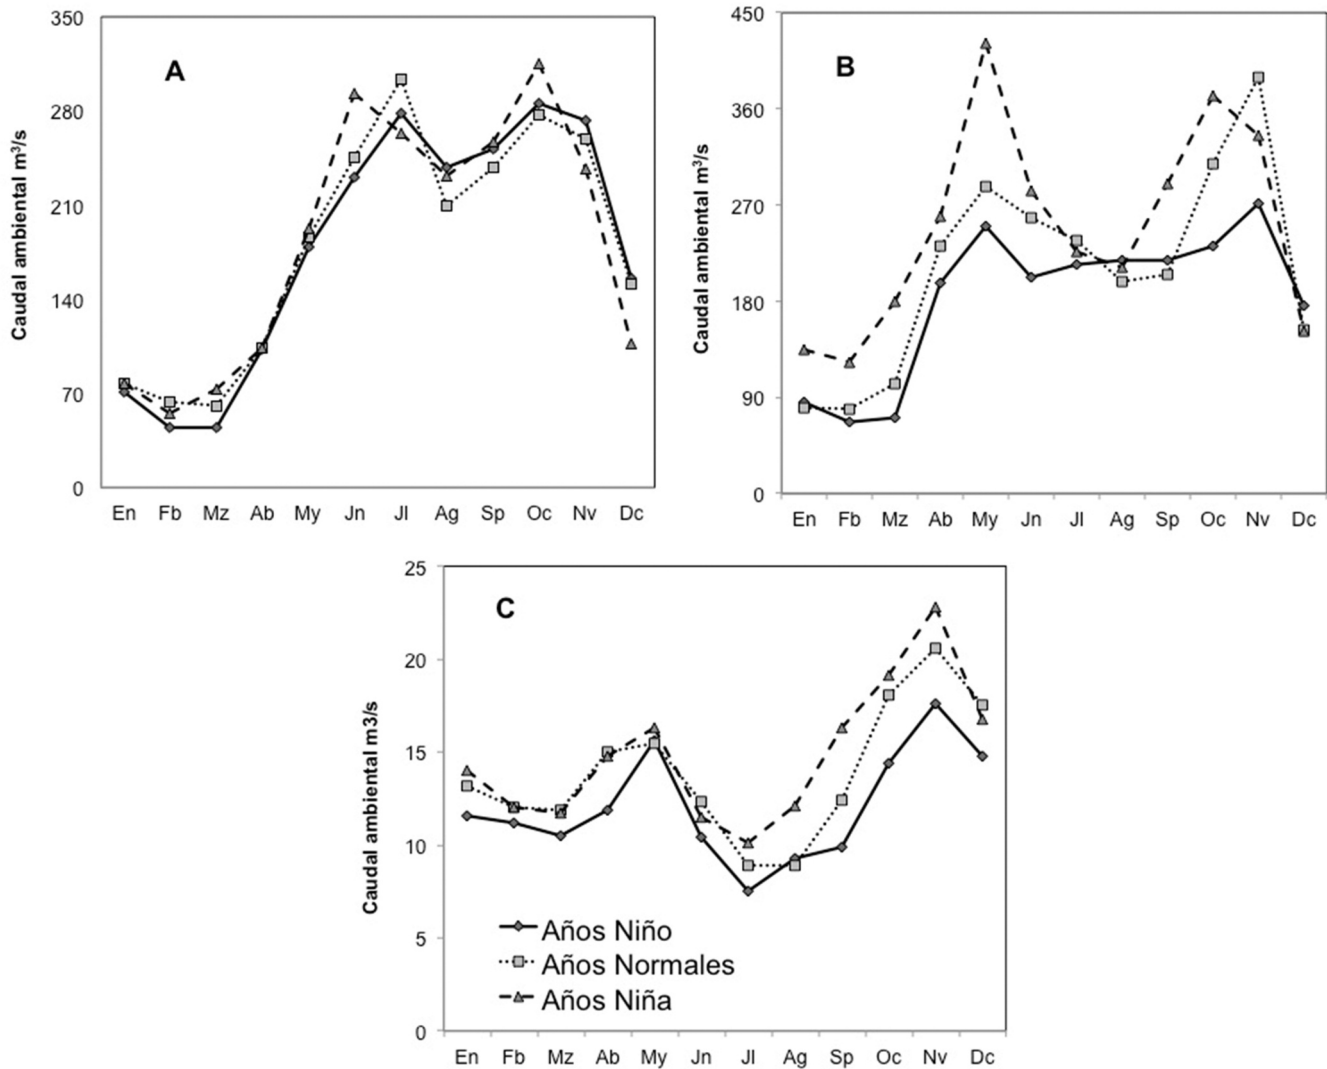 A
Caudal ambiental m³/s
350
280
210
140
70
0
En Fb Mz Ab My Jn Jl Ag Sp Oc Nv Dc
B
Caudal ambiental m³/s
450
360
270
180
90
0
En Fb Mz Ab My Jn Jl Ag Sp Oc Nv Dc
C
Caudal ambiental m3/s
25
20
15
10
5
0
Años Niño
Años Normales
Años Niña
En Fb Mz Ab My Jn Jl Ag Sp Oc Nv Dc